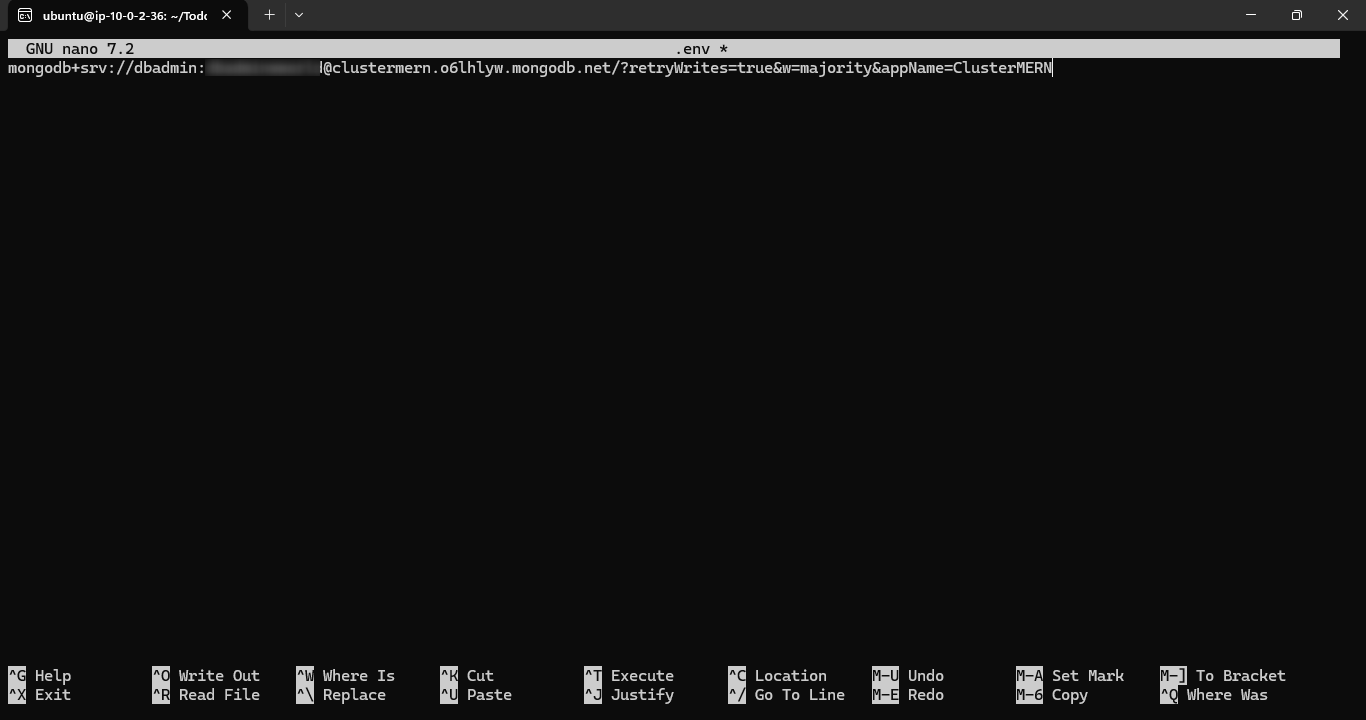 ubuntu@ip-10-0-2-36: ~/Todo
GNU nano 7.2 .env *
mongodb+srv://dbadmin: @clustermern.o6lhlyw.mongodb.net/?retryWrites=true&w=majority&appName=ClusterMERN
^G Help ^O Write Out ^W Where Is ^K Cut ^T Execute ^C Location M-U Undo M-A Set Mark M-] To Bracket
^X Exit ^R Read File ^\ Replace ^U Paste ^J Justify ^/ Go To Line M-E Redo M-6 Copy ^Q Where Was